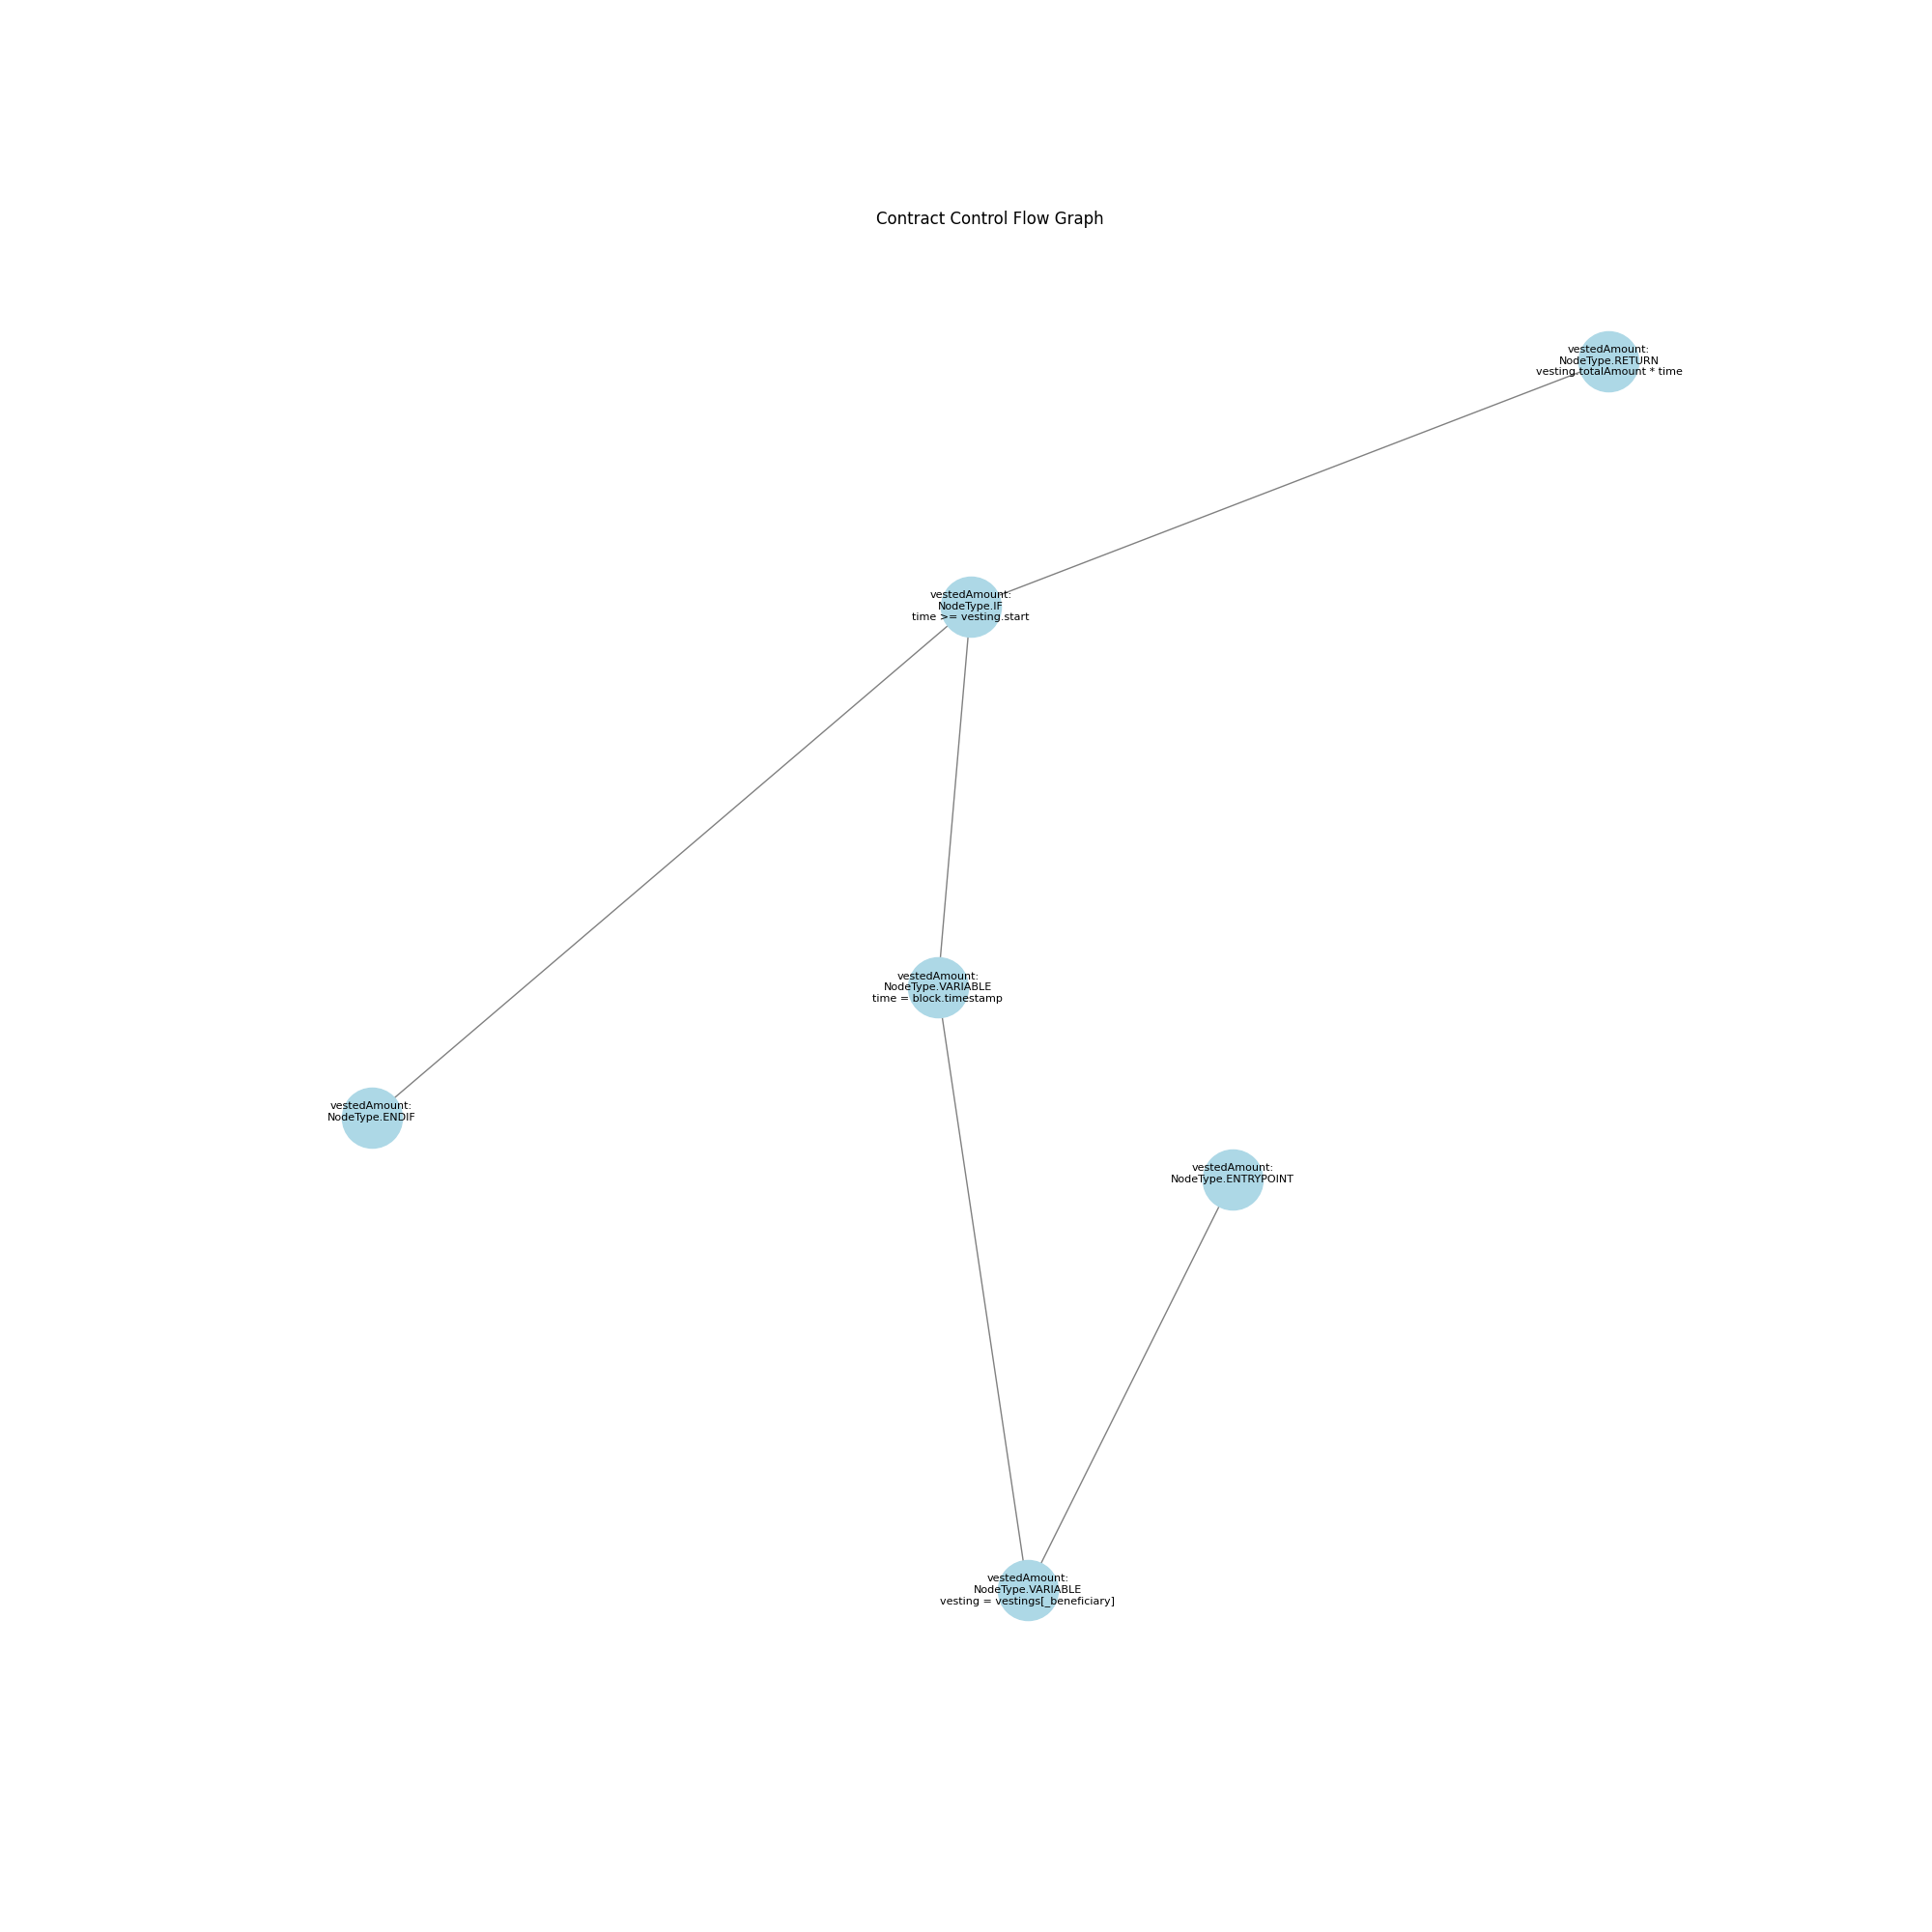 Contract Control Flow Graph
vestedAmount:
NodeType.RETURN
vesting.totalAmount * time
vestedAmount:
NodeType.IF
time >= vesting.start
vestedAmount:
NodeType.VARIABLE
time = block.timestamp
vestedAmount:
NodeType.ENDIF
vestedAmount:
NodeType.ENTRYPOINT
vestedAmount:
NodeType.VARIABLE
vesting = vestings[_beneficiary]